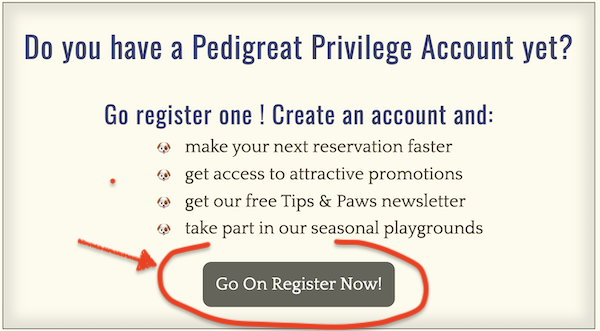 Do you have a Pedigreat Privilege Account yet?
Go register one ! Create an account and:
make your next reservation faster
get access to attractive promotions
get our free Tips & Paws newsletter
take part in our seasonal playgrounds
Go On Register Now!